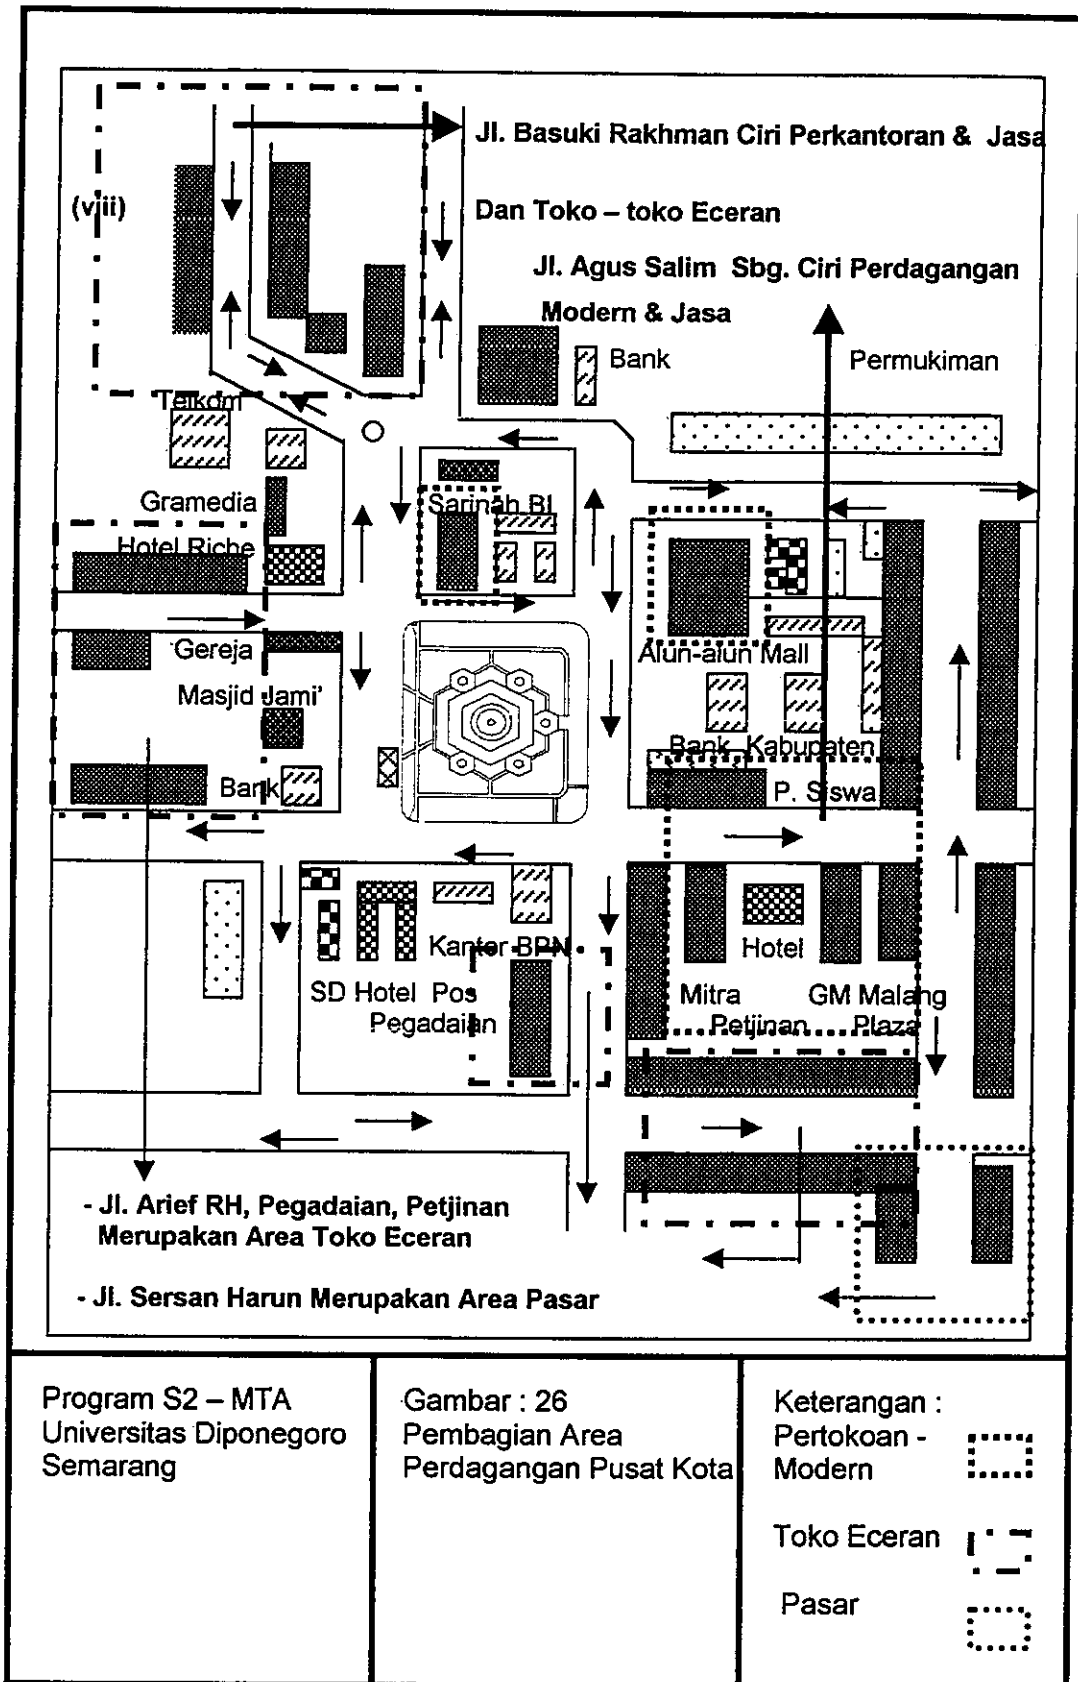 Jl. Basuki Rakhman Ciri Perkantoran & Jasa
(viii)
Dan Toko – toko Eceran
Jl. Agus Salim Sbg. Ciri Perdagangan
Modern & Jasa
Bank
Permukiman
Telkom
Gramedia
Sarinah BI
Hotel Riche
Gereja
Alun-alun Mall
Masjid Jami'
Bank Kabupaten
Bank
P. Siswa
Kanter BPN
Hotel
SD Hotel Pos
Mitra
GM Malang
Pegadaian
Petjinan
Plaza
- Jl. Arief RH, Pegadaian, Petjinan
Merupakan Area Toko Eceran
- Jl. Sersan Harun Merupakan Area Pasar
Program S2 – MTA
Universitas Diponegoro
Semarang
Gambar : 26
Pembagian Area
Perdagangan Pusat Kota
Keterangan :
Pertokoan -
Modern
Toko Eceran
Pasar